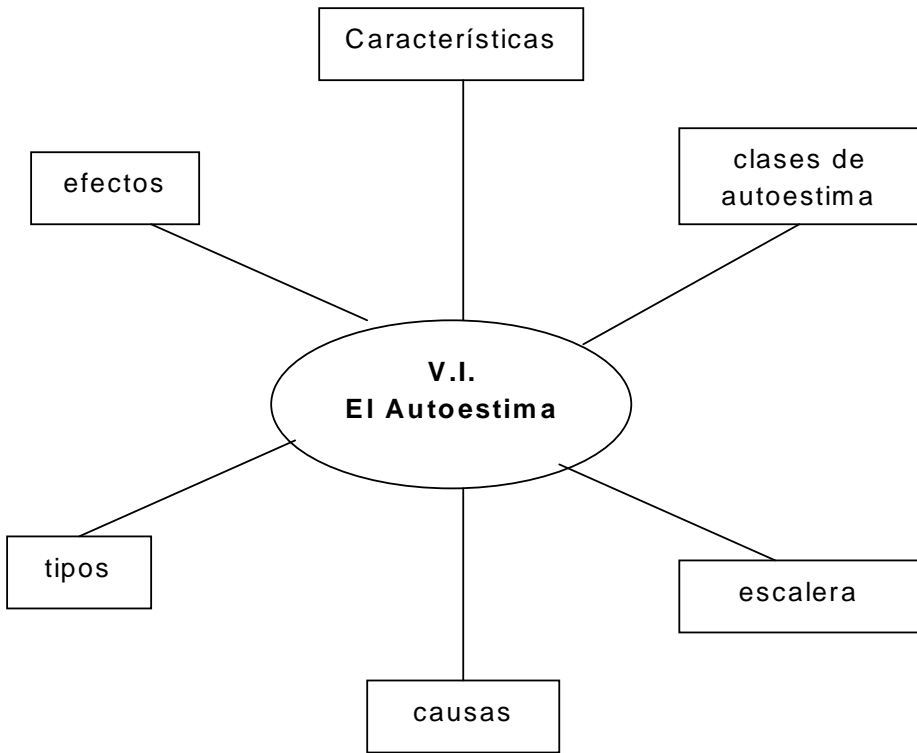 Características
clases de
autoestima
efectos
V.I.
El Autoestima
tipos
escalera
causas